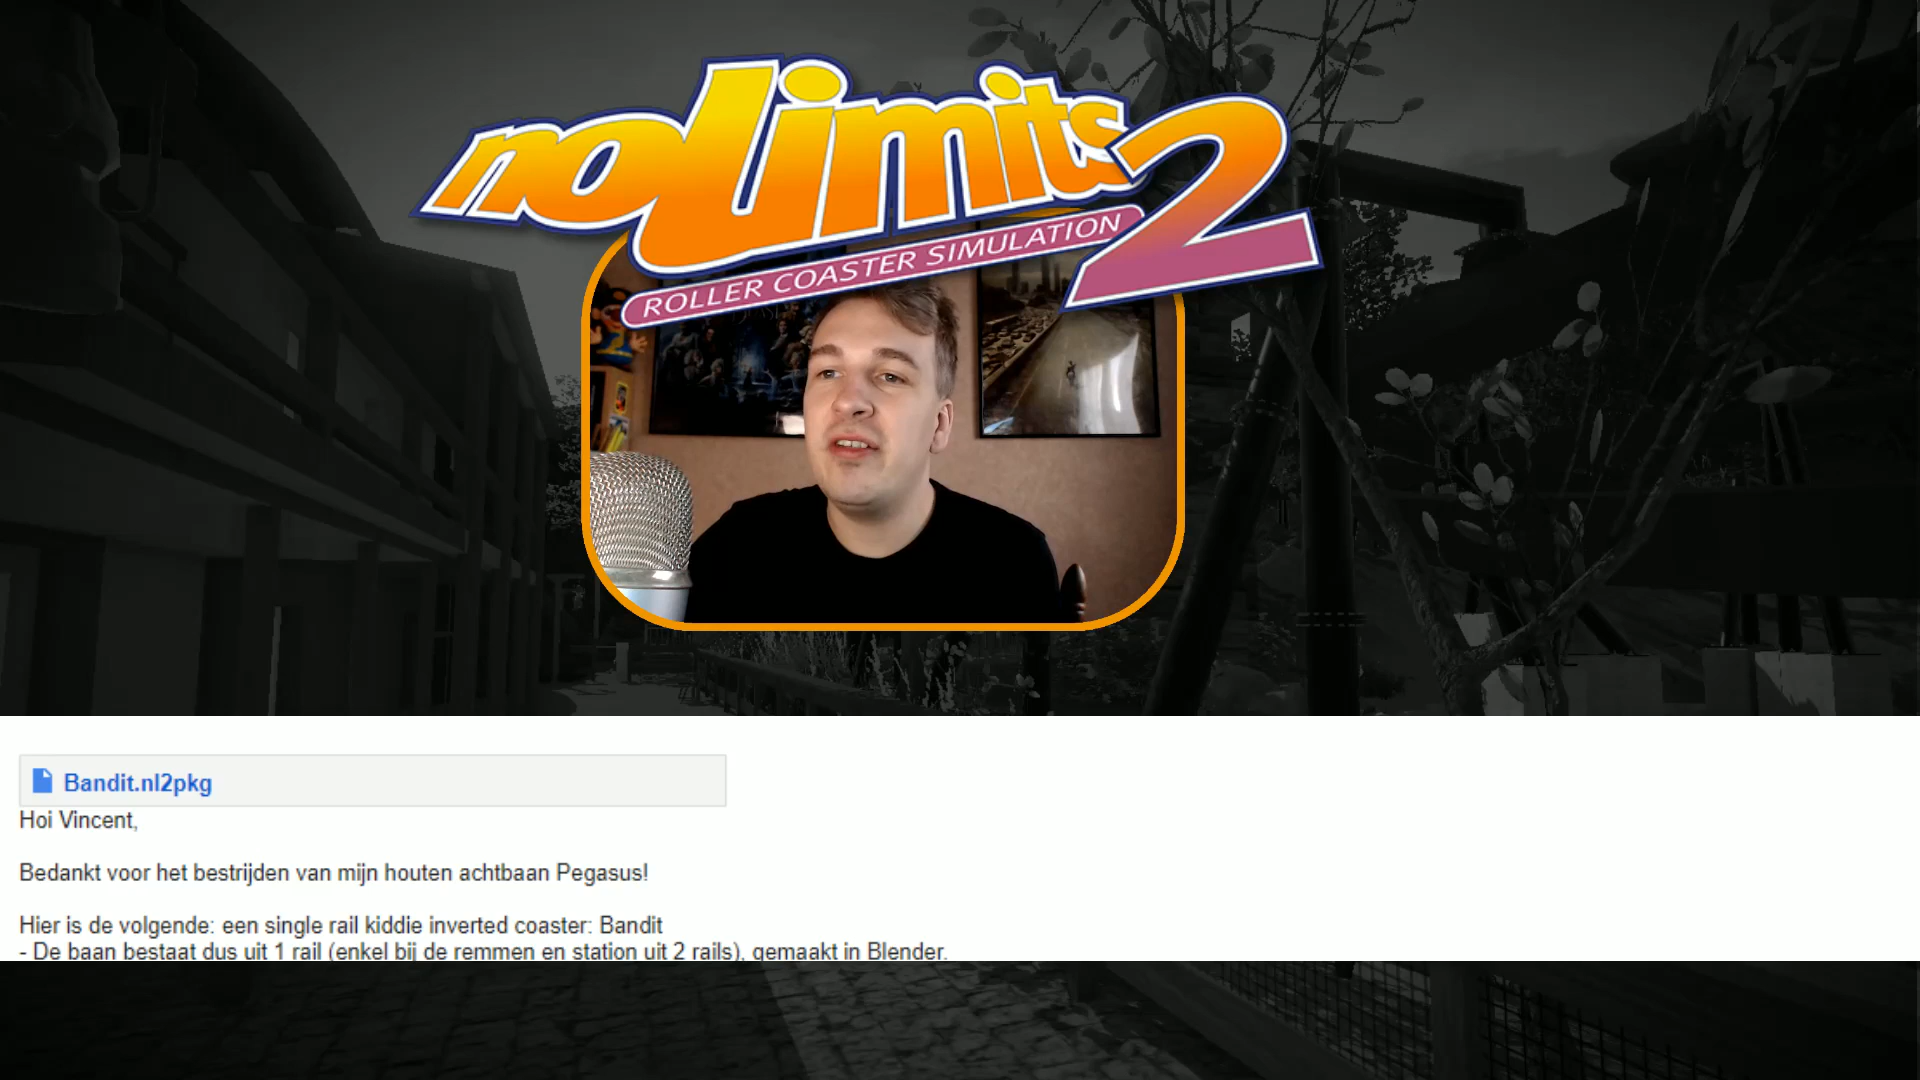 noLimits 2
ROLLER COASTER SIMULATION
Bandit.nl2pkg
Hoi Vincent,
Bedankt voor het bestrijden van mijn houten achtbaan Pegasus!
Hier is de volgende: een single rail kiddie inverted coaster: Bandit
- De baan bestaat dus uit 1 rail (enkel bij de remmen en station uit 2 rails), gemaakt in Blender.